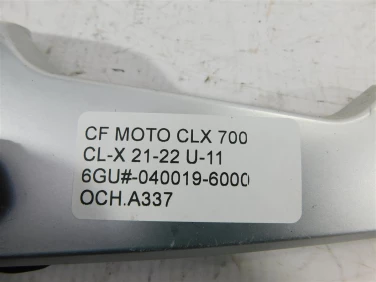 CF MOTO CLX 700
CL-X 21-22 U-11
6GU#-040019-6000
OCH.A337